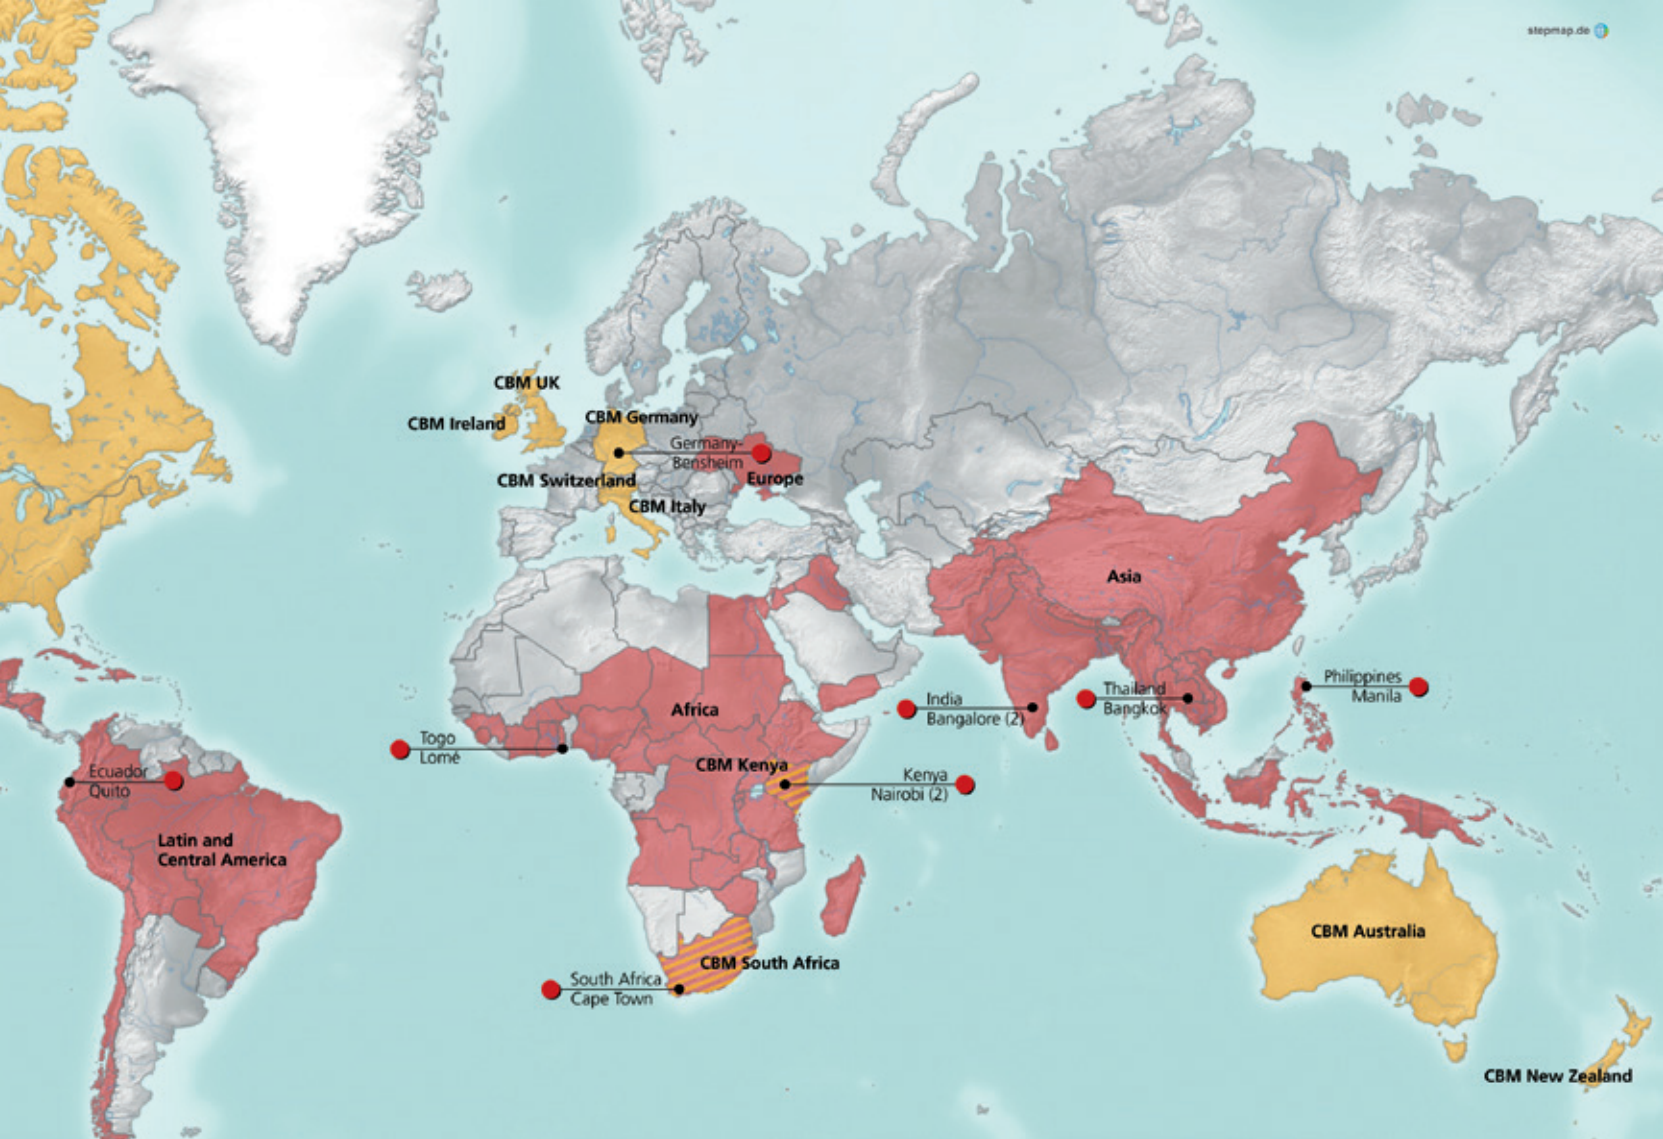 stepmap.de
CBM UK
CBM Ireland
CBM Germany
Germany-
Bensheim
CBM Switzerland
Europe
CBM Italy
Asia
Africa
India
Bangalore (2)
Thailand
Bangkok
Philippines
Manila
Togo
Lomé
CBM Kenya
Kenya
Nairobi (2)
Ecuador
Quito
Latin and
Central America
CBM Australia
CBM South Africa
South Africa
Cape Town
CBM New Zealand